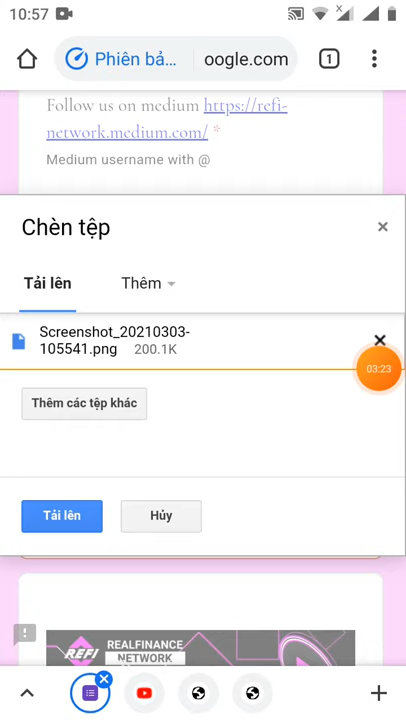 10:57
Phiên bả... oogle.com 1
Follow us on medium https://refi-
network.medium.com/ *
Medium username with @
Chèn tệp ×
Tải lên Thêm
Screenshot_20210303-
105541.png 200.1K
03:23
Thêm các tệp khác
Tải lên Hủy
REFI REALFINANCE
NETWORK